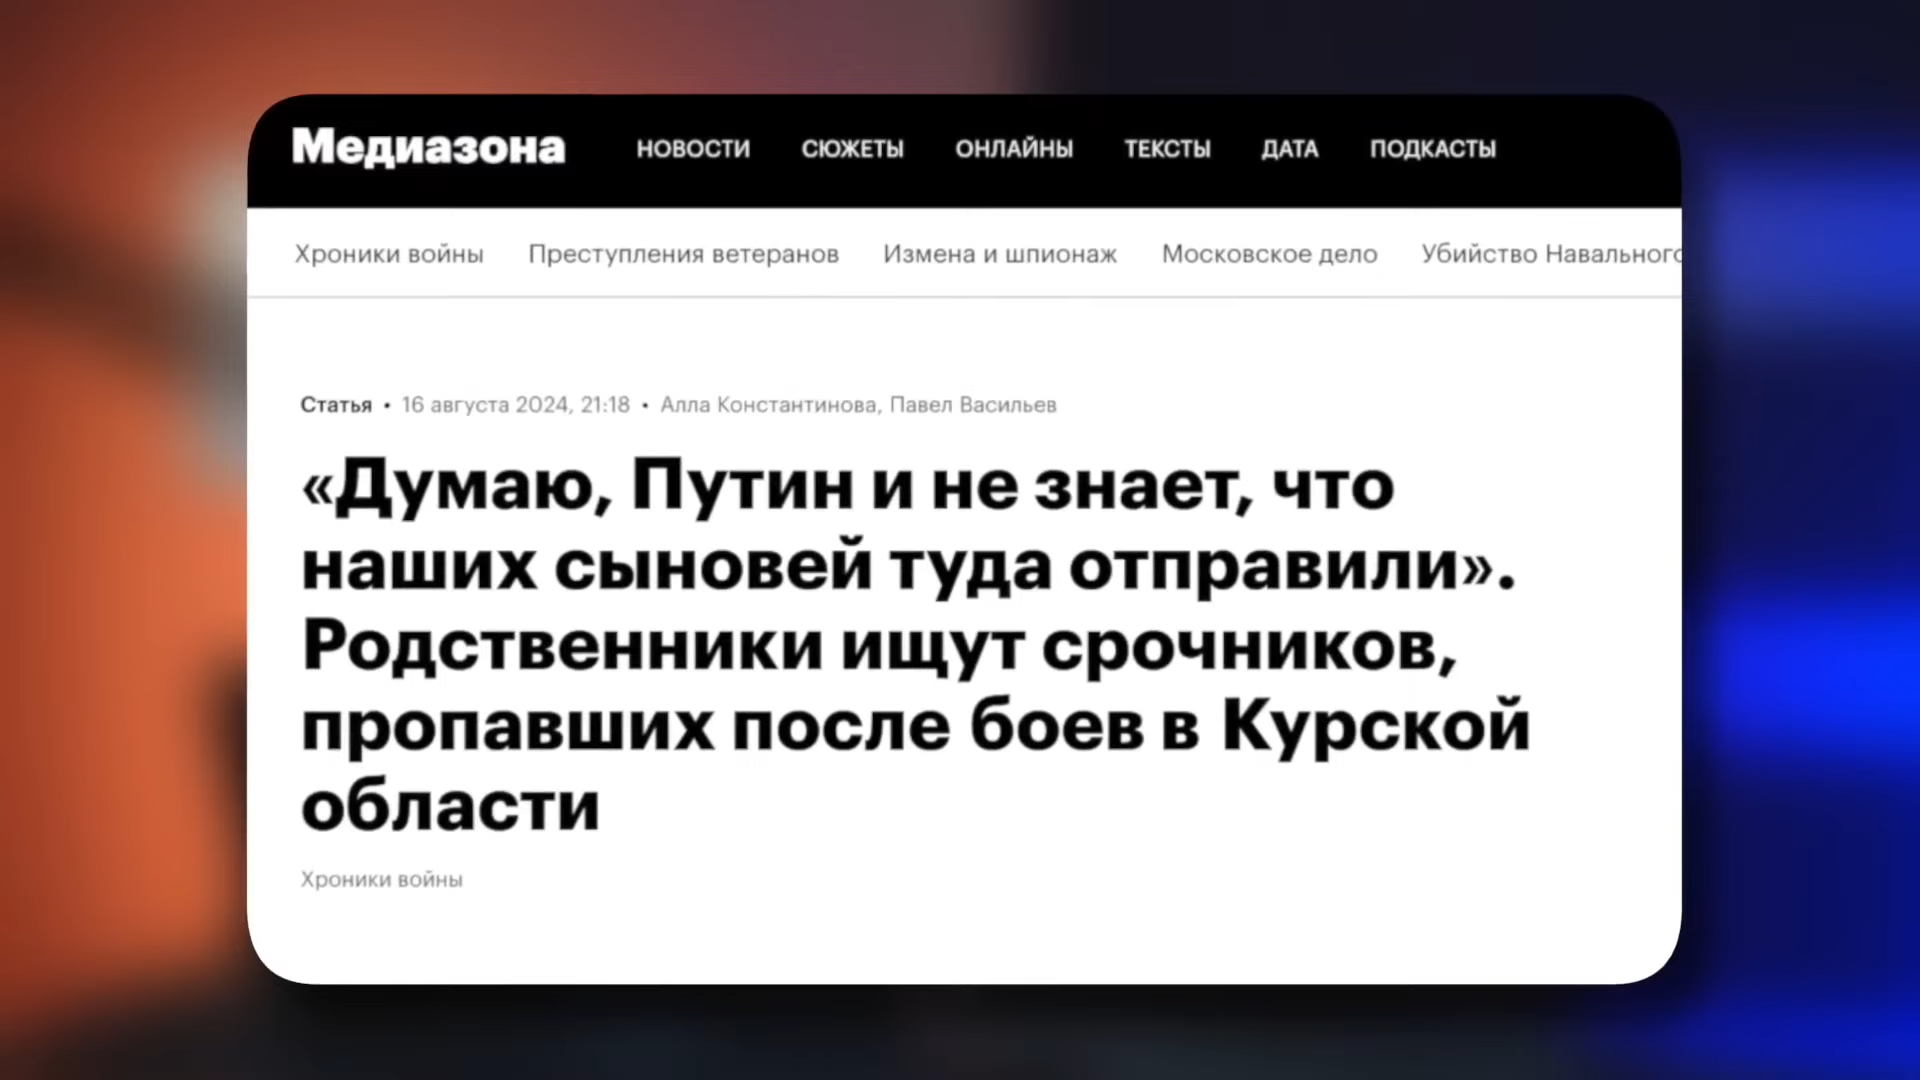 Медиазона НОВОСТИ СЮЖЕТЫ ОНЛАЙНЫ ТЕКСТЫ ДАТА ПОДКАСТЫ
Хроники войны Преступления ветеранов Измена и шпионаж Московское дело Убийство Навального
Статья • 16 августа 2024, 21:18 • Алла Константинова, Павел Васильев
«Думаю, Путин и не знает, что
наших сыновей туда отправили».
Родственники ищут срочников,
пропавших после боев в Курской
области
Хроники войны